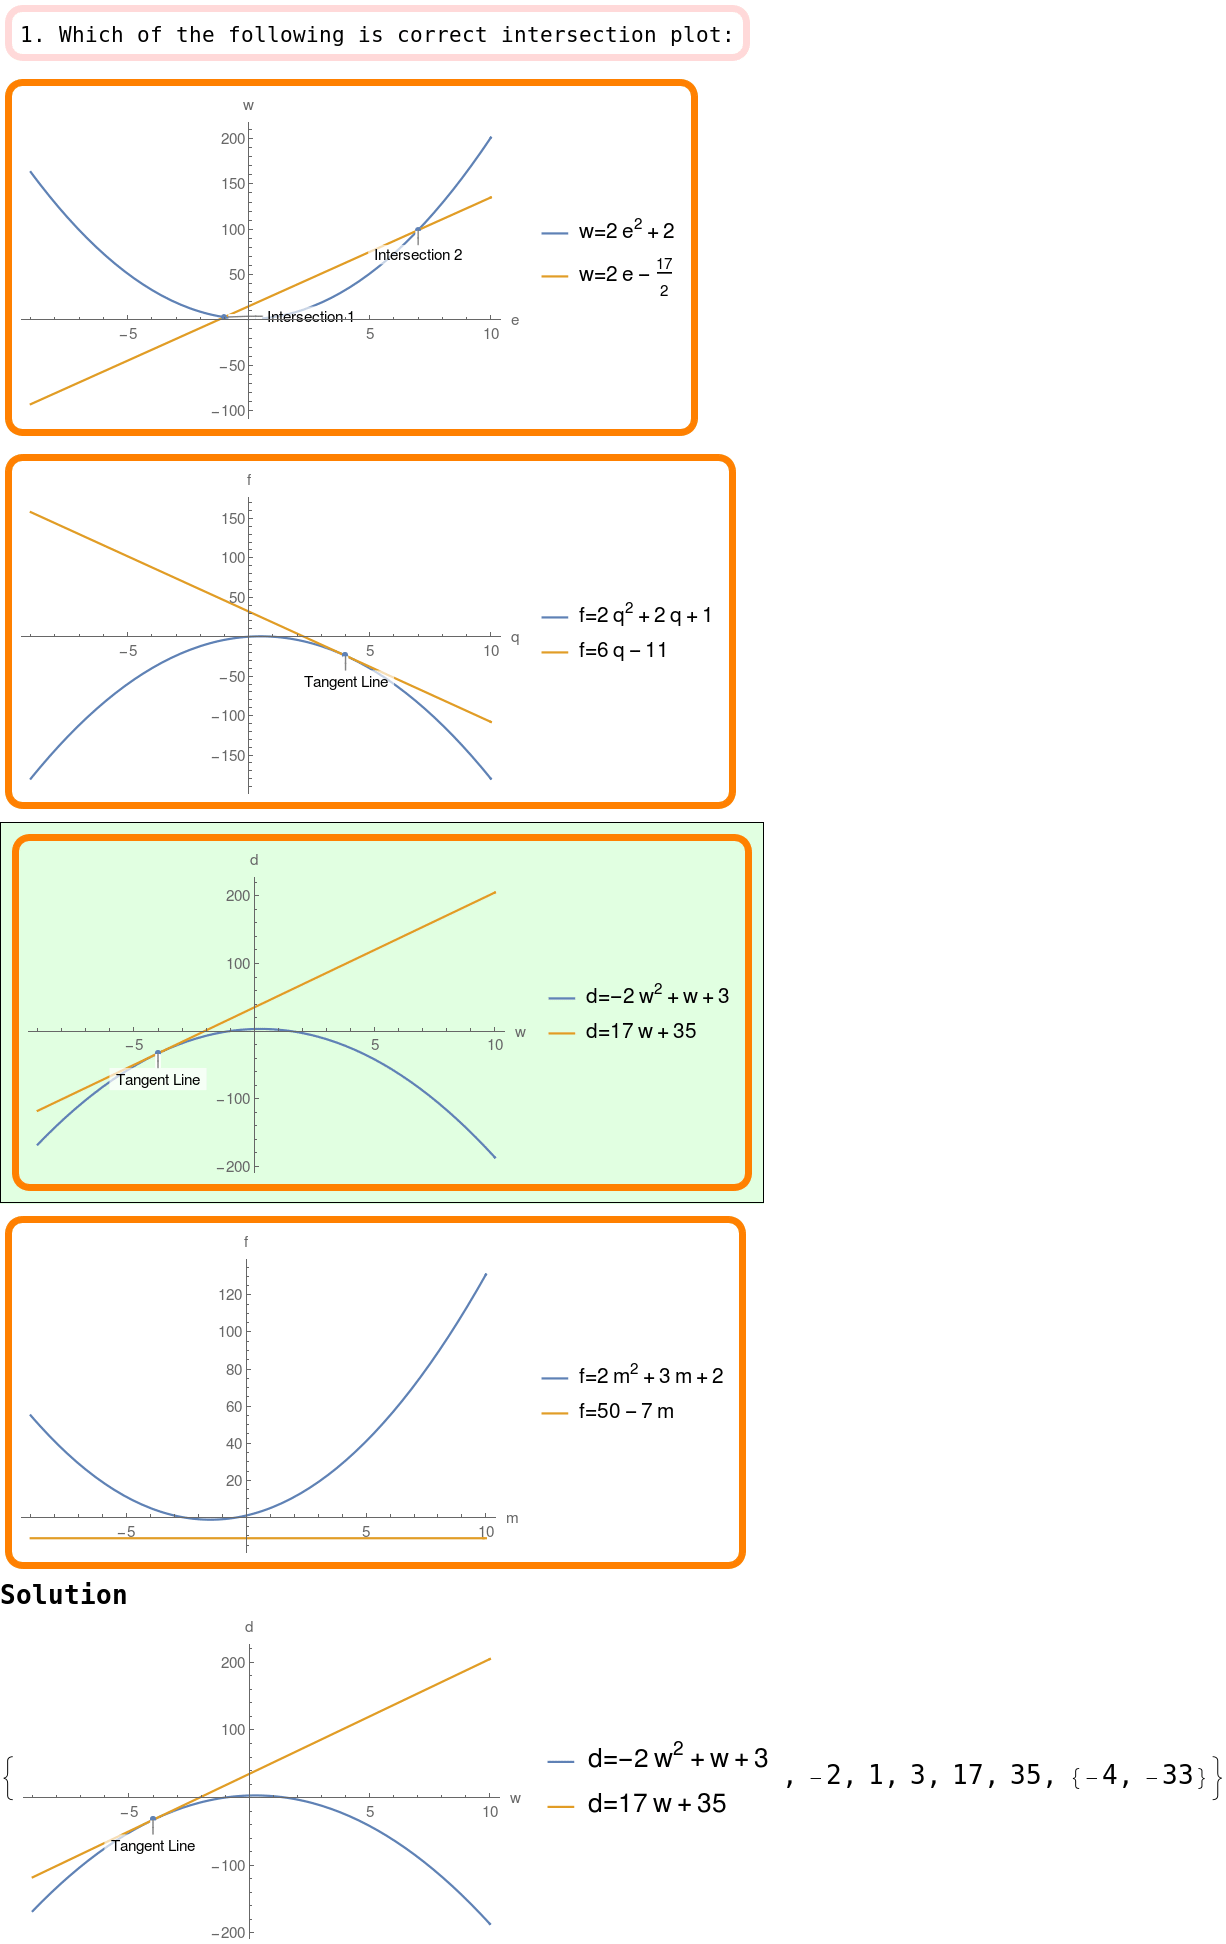 1. Which of the following is correct intersection plot:
w
200
150
100
50
-50
-100
-5
5
10
e
Intersection 2
Intersection 1
w=2 e² + 2
w=2 e − 17/2
f
150
100
50
-50
-100
-150
-5
5
10
q
Tangent Line
f=2 q² + 2 q + 1
f=6 q − 11
d
200
100
-100
-200
-5
5
10
w
Tangent Line
d=−2 w² + w + 3
d=17 w + 35
f
120
100
80
60
40
20
-5
5
10
m
f=2 m² + 3 m + 2
f=50 − 7 m
Solution
d
200
100
-100
-200
-5
5
10
w
Tangent Line
d=−2 w² + w + 3
d=17 w + 35
{ , −2, 1, 3, 17, 35, {−4, −33}}